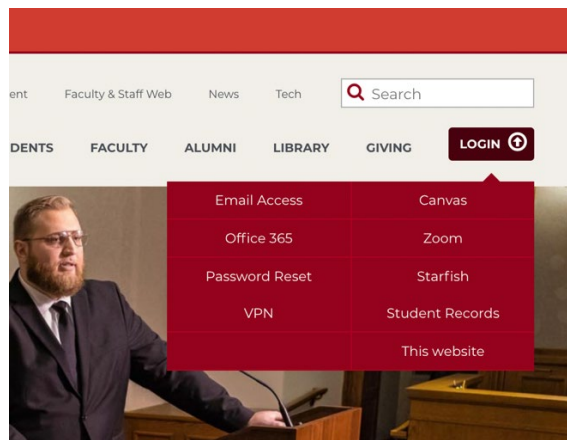 ent Faculty & Staff Web News Tech Search
DENTS FACULTY ALUMNI LIBRARY GIVING LOGIN
Email Access Canvas
Office 365 Zoom
Password Reset Starfish
VPN Student Records
This website